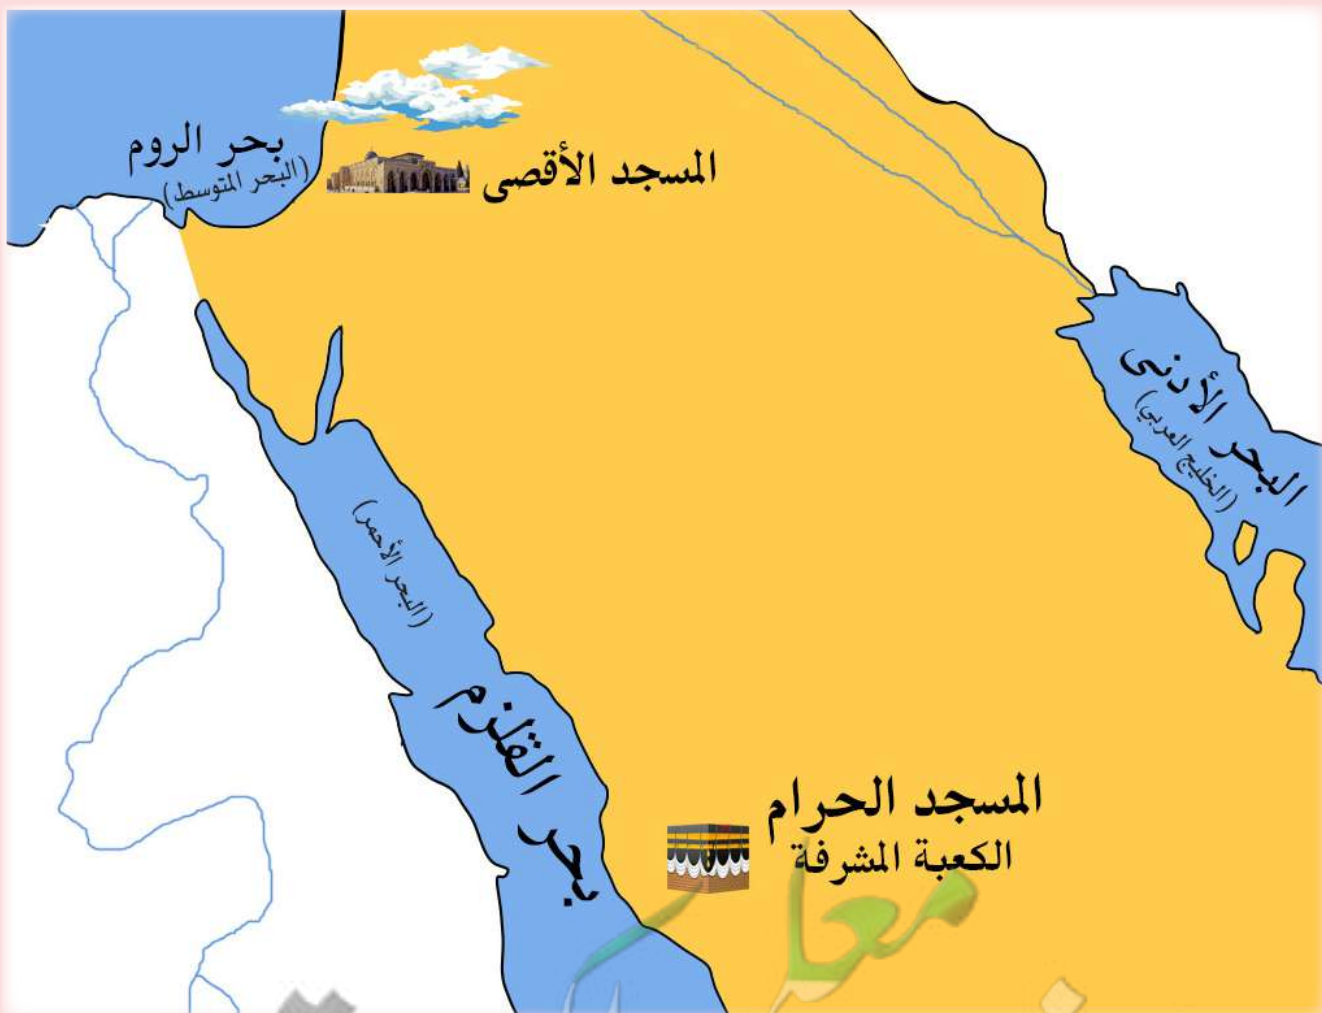 بحر الروم
(البحر المتوسط)
المسجد الأقصى
البحر الأدنى
(الخليج العربي)
(البحر الأحمر)
بحر القلزم
المسجد الحرام
الكعبة المشرفة